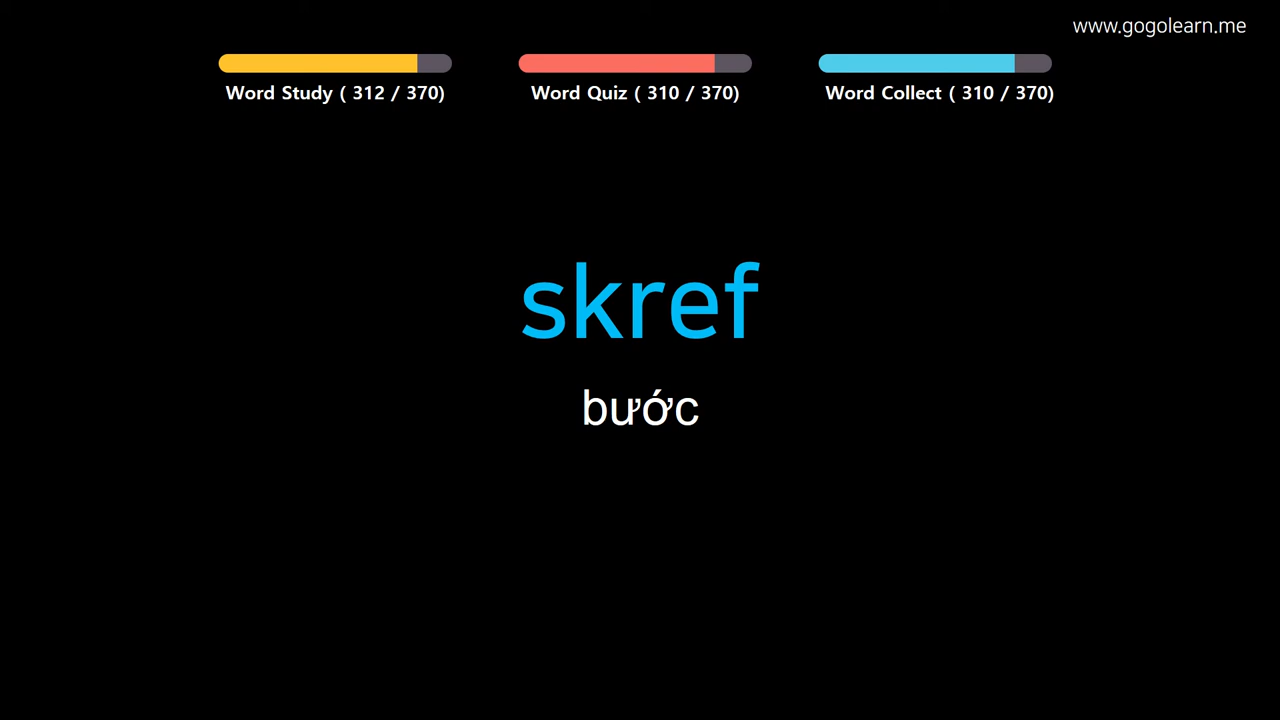 www.gogolearn.me
Word Study ( 312 / 370)
Word Quiz ( 310 / 370)
Word Collect ( 310 / 370)
skref
bước